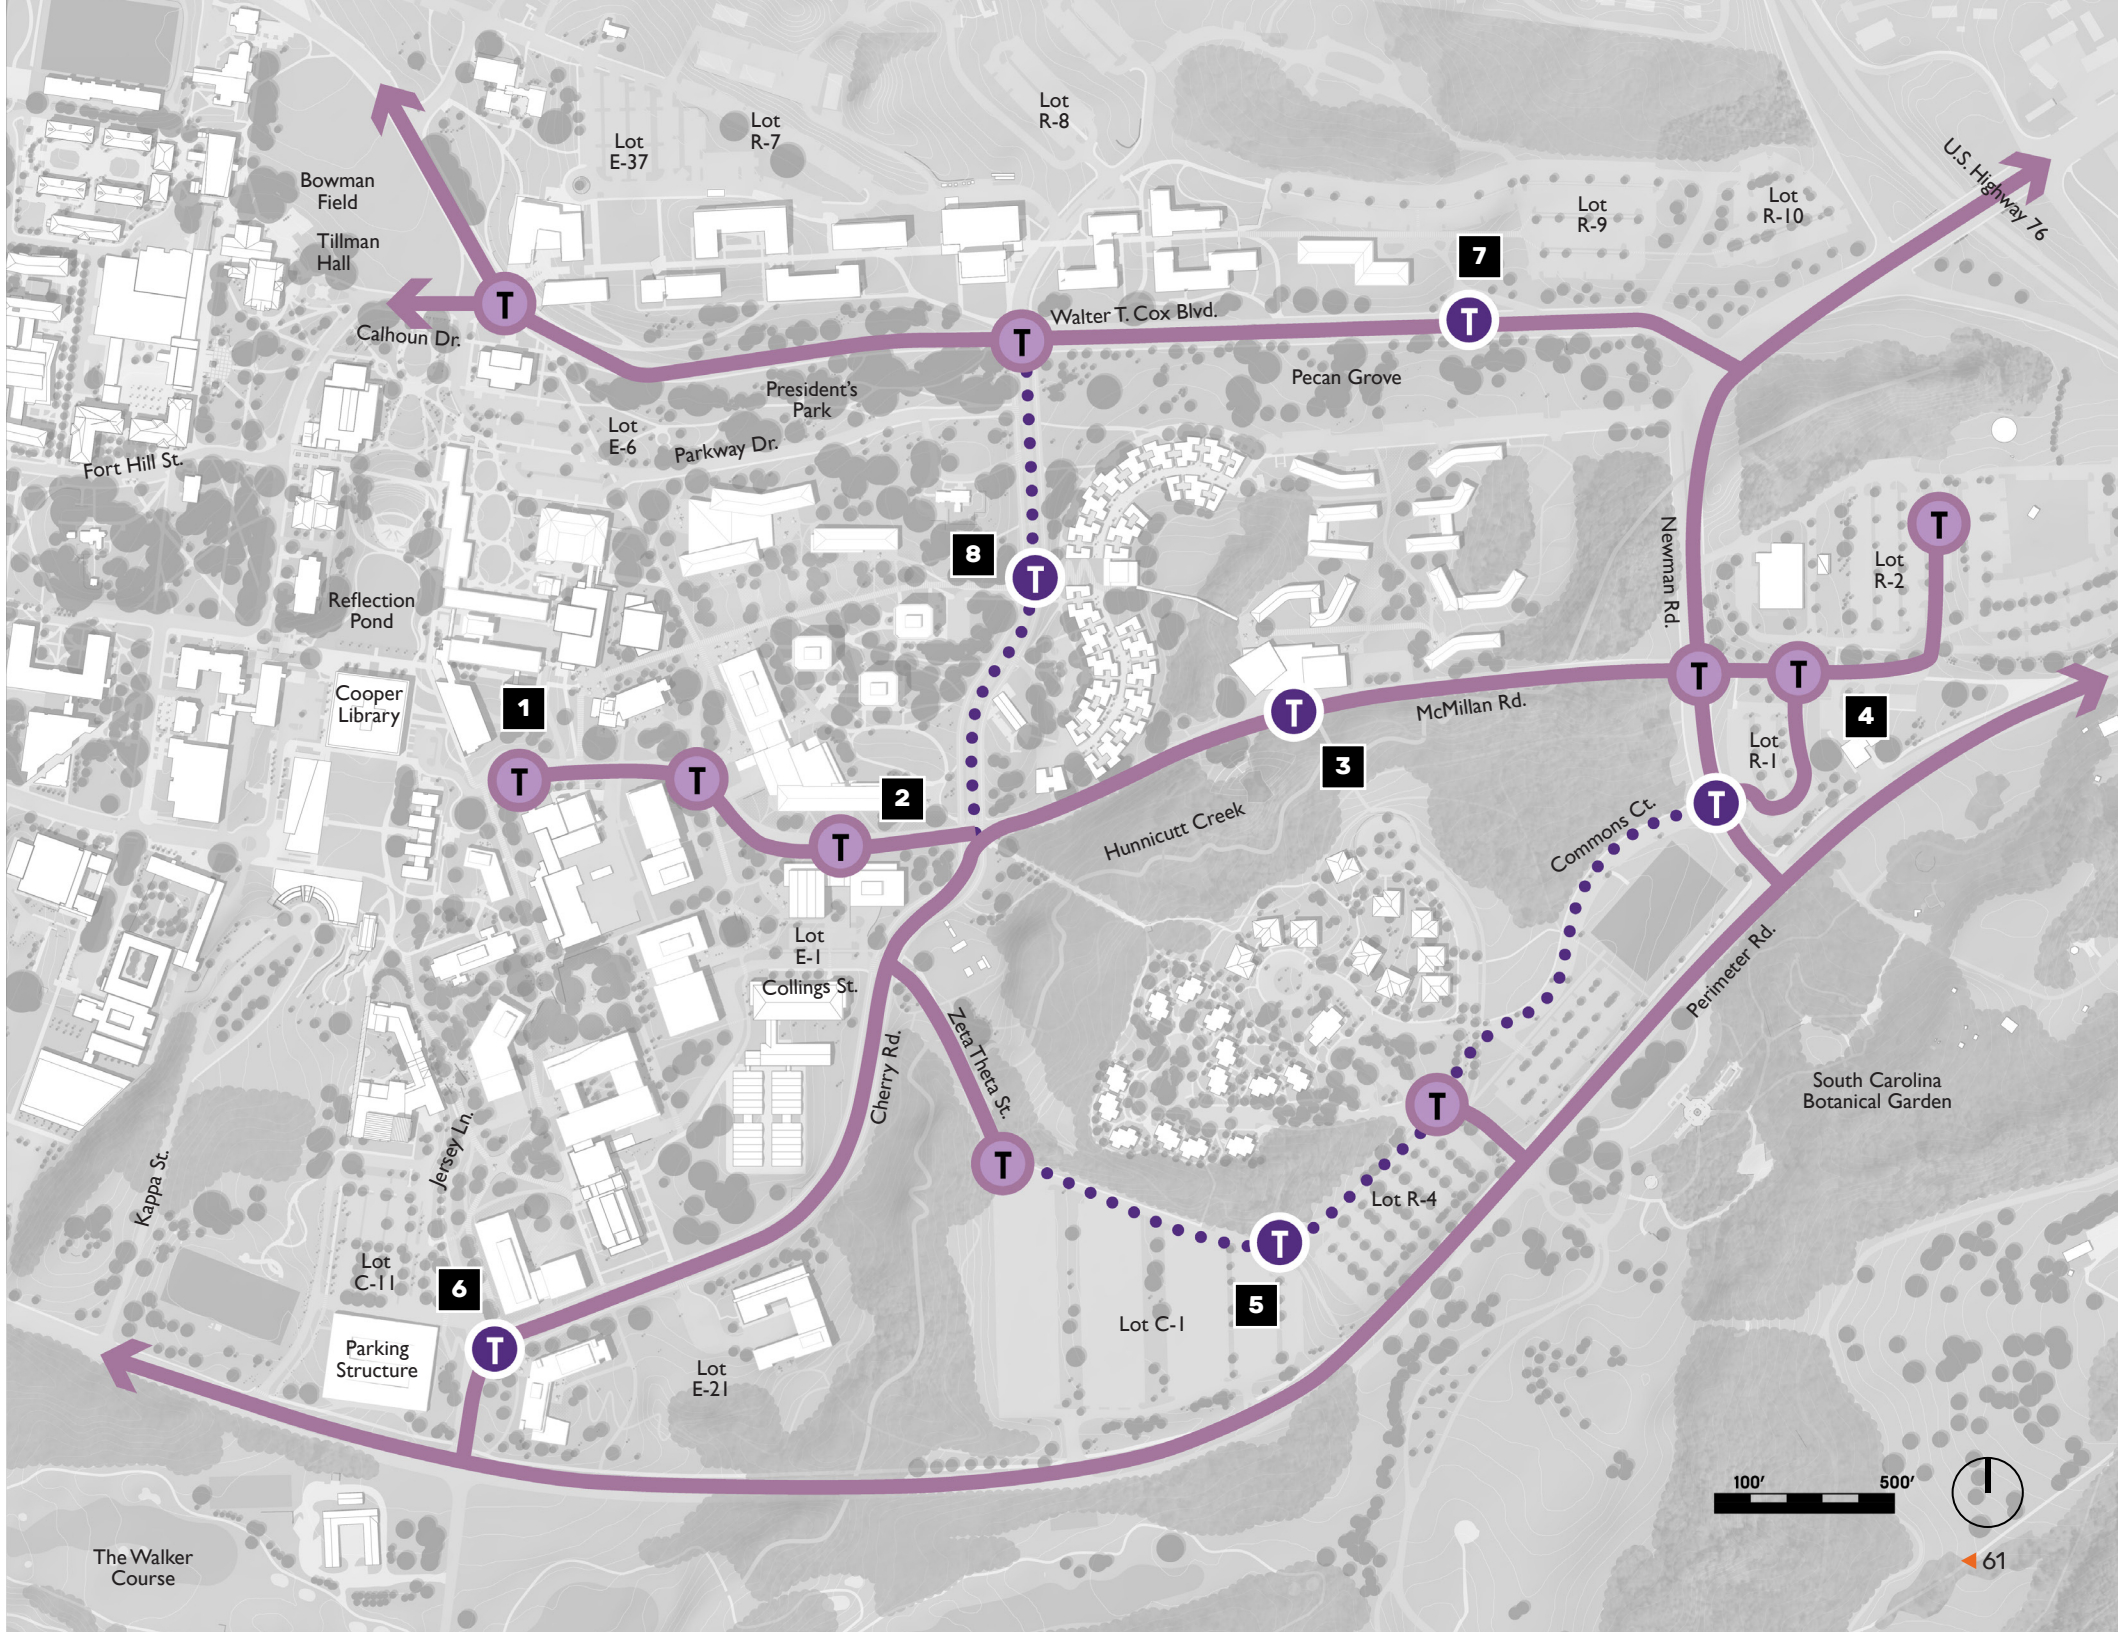 Lot
R-8
Lot
R-7
Lot
E-37
U.S. Highway 76
Bowman
Field
Lot
R-9
Lot
R-10
Tillman
Hall
7
T
Calhoun Dr.
Walter T. Cox Blvd.
T
T
President's
Park
Pecan Grove
Lot
E-6
Parkway Dr.
Fort Hill St.
8
T
Newman Rd.
T
Lot
R-2
Reflection
Pond
Cooper
Library
1
T
T
2
T
T
3
McMillan Rd.
T
T
4
Lot
R-1
T
Hunnicutt Creek
Commons Ct.
Lot
E-1
Collings St.
Perimeter Rd.
Cherry Rd.
Zeta Theta St.
South Carolina
Botanical Garden
T
Kappa St.
Jersey Ln.
T
Lot R-4
T
5
Lot
C-11
6
T
Lot C-1
Parking
Structure
Lot
E-21
100'
500'
The Walker
Course
61